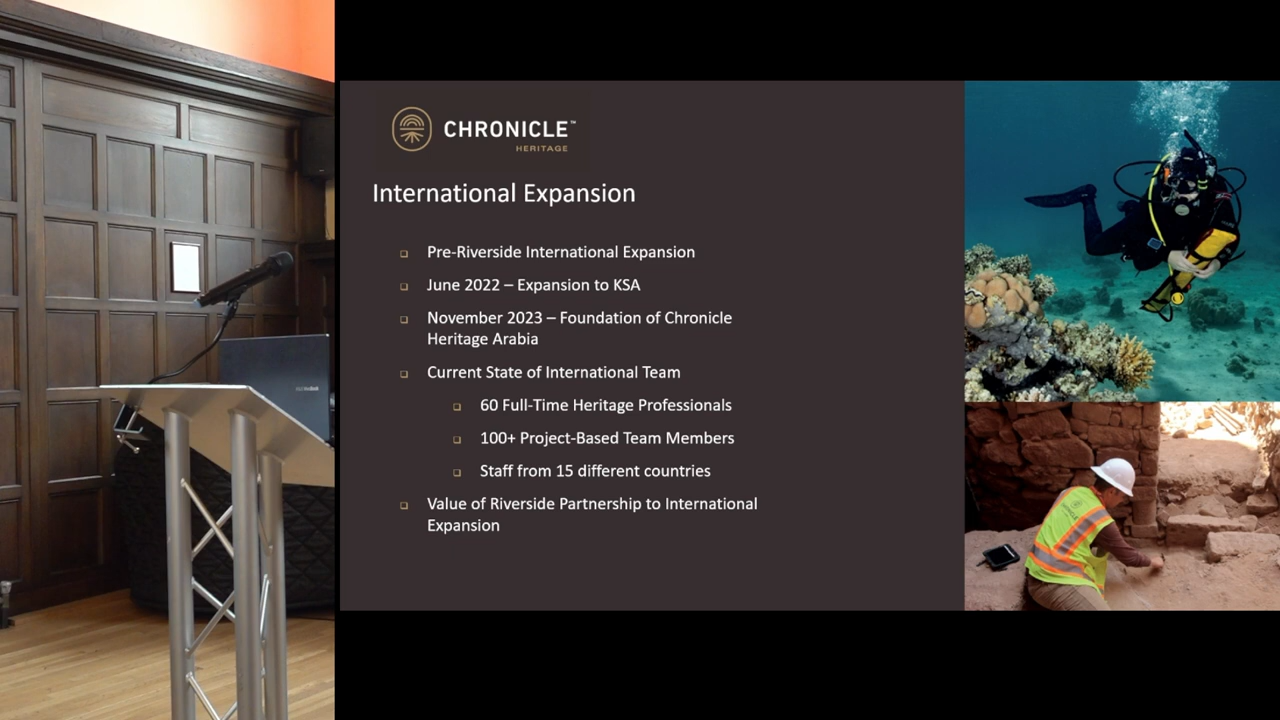 CHRONICLE™
HERITAGE
International Expansion
Pre-Riverside International Expansion
June 2022 – Expansion to KSA
November 2023 – Foundation of Chronicle
Heritage Arabia
Current State of International Team
60 Full-Time Heritage Professionals
100+ Project-Based Team Members
Staff from 15 different countries
Value of Riverside Partnership to International
Expansion
CHRONICLE